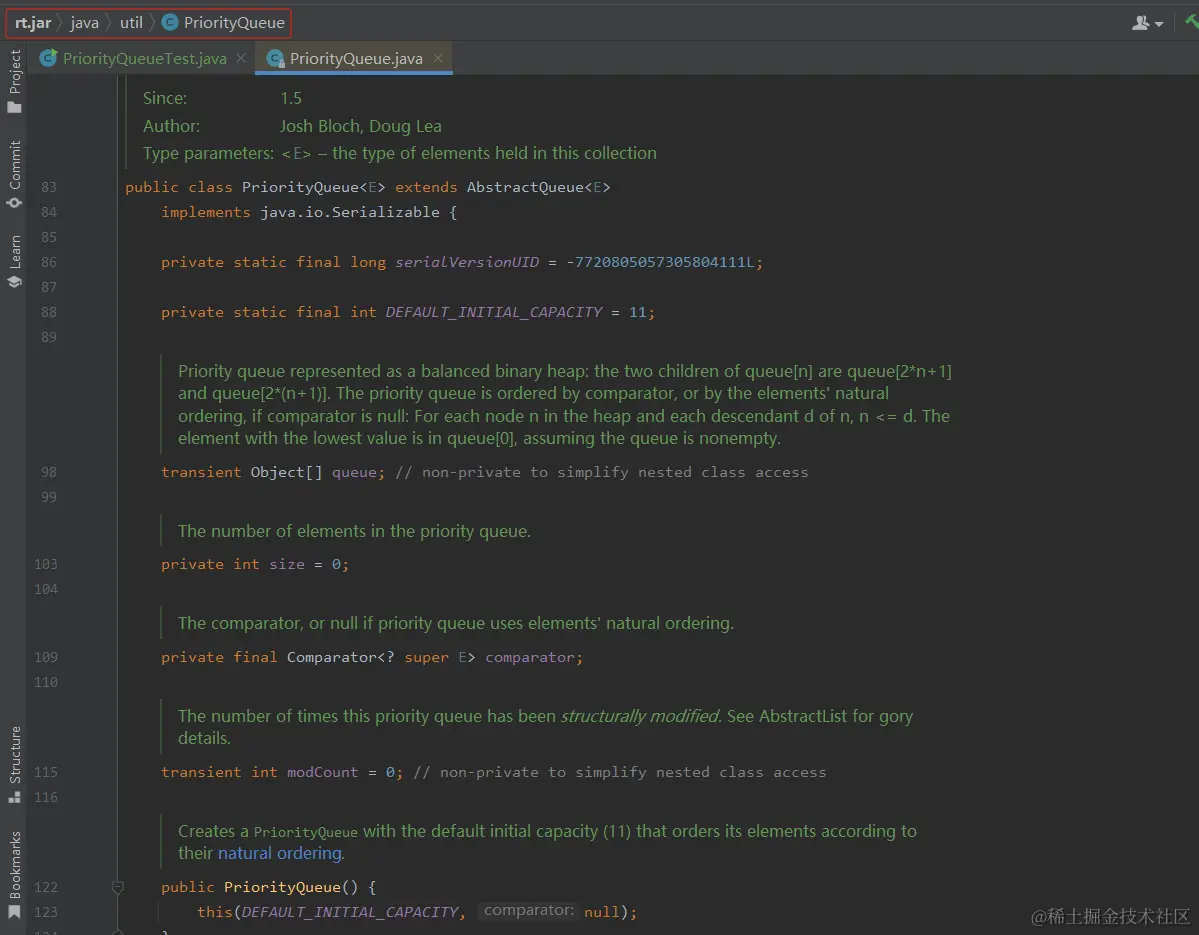 rt.jar java util C PriorityQueue
C PriorityQueueTest.java × C PriorityQueue.java ×
Project
Commit
Learn
Structure
Bookmarks
Since: 1.5
Author: Josh Bloch, Doug Lea
Type parameters: <E> – the type of elements held in this collection
83 public class PriorityQueue<E> extends AbstractQueue<E>
84 implements java.io.Serializable {
85
86 private static final long serialVersionUID = -7720805057305804111L;
87
88 private static final int DEFAULT_INITIAL_CAPACITY = 11;
89
Priority queue represented as a balanced binary heap: the two children of queue[n] are queue[2*n+1]
and queue[2*(n+1)]. The priority queue is ordered by comparator, or by the elements' natural
ordering, if comparator is null: For each node n in the heap and each descendant d of n, n <= d. The
element with the lowest value is in queue[0], assuming the queue is nonempty.
98 transient Object[] queue; // non-private to simplify nested class access
99
The number of elements in the priority queue.
103 private int size = 0;
104
The comparator, or null if priority queue uses elements' natural ordering.
109 private final Comparator<? super E> comparator;
110
The number of times this priority queue has been structurally modified. See AbstractList for gory
details.
115 transient int modCount = 0; // non-private to simplify nested class access
116
Creates a PriorityQueue with the default initial capacity (11) that orders its elements according to
their natural ordering.
122 public PriorityQueue() {
123 this(DEFAULT_INITIAL_CAPACITY, comparator: null);
124 }
@稀土掘金技术社区